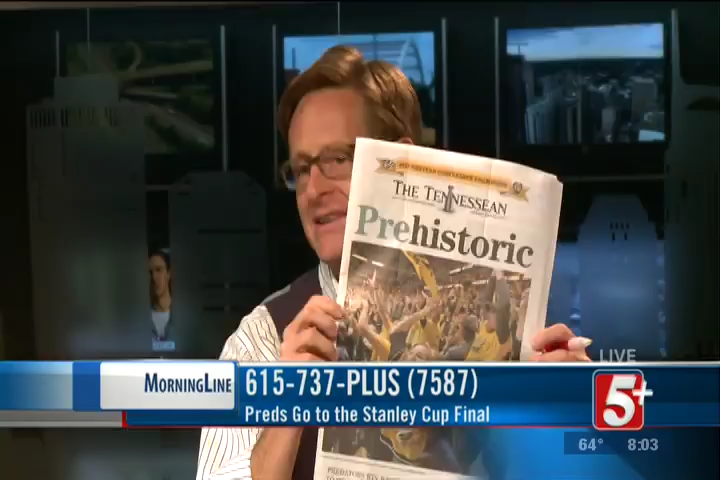 THE TENNESSEAN
Prehistoric
LIVE
MORNINGLINE
615-737-PLUS (7587)
Preds Go to the Stanley Cup Final
5+
64° 8:03